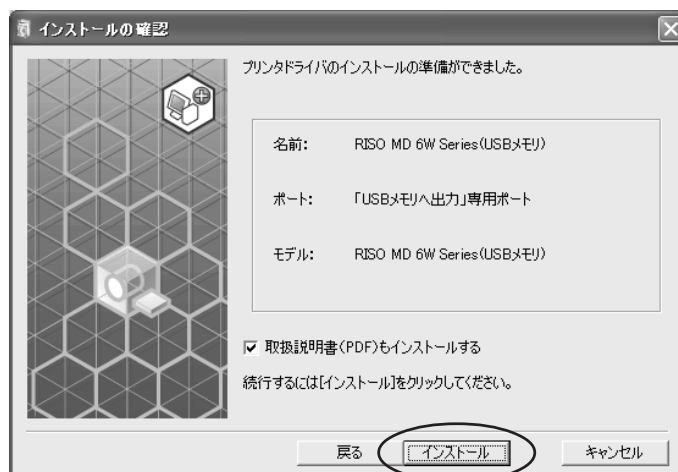 インストールの確認
プリンタドライバのインストールの準備ができました。
名前: RISO MD 6W Series(USBメモリ)
ポート: 「USBメモリへ出力」専用ポート
モデル: RISO MD 6W Series(USBメモリ)
取扱説明書(PDF)もインストールする
続行するには[インストール]をクリックしてください。
戻る インストール キャンセル